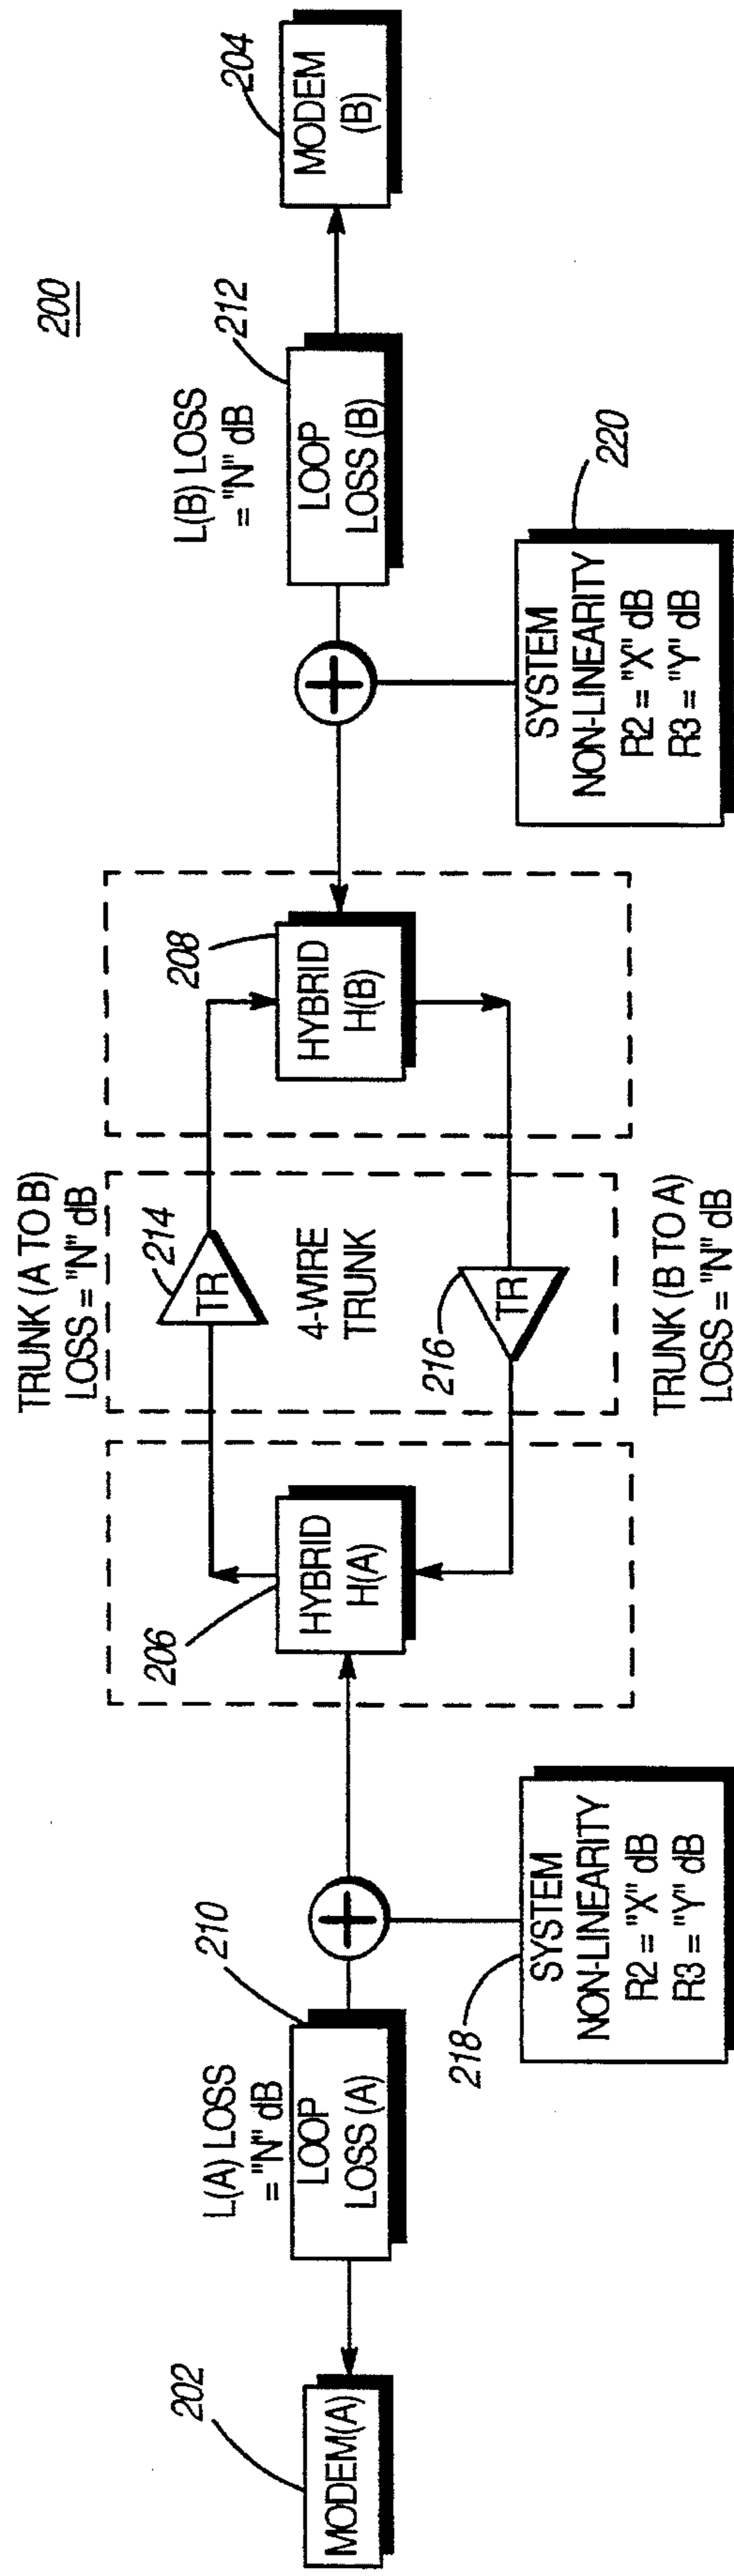 200
TRUNK (A TO B)
LOSS = "N" dB
202
MODEM(A)
L(A) LOSS
= "N" dB
210
LOOP
LOSS (A)
218
SYSTEM
NON-LINEARITY
R2 = "X" dB
R3 = "Y" dB
206
HYBRID
H(A)
214
TR
4-WIRE
TRUNK
216
TR
TRUNK (B TO A)
LOSS = "N" dB
208
HYBRID
H(B)
L(B) LOSS
= "N" dB
212
LOOP
LOSS (B)
220
SYSTEM
NON-LINEARITY
R2 = "X" dB
R3 = "Y" dB
204
MODEM
(B)